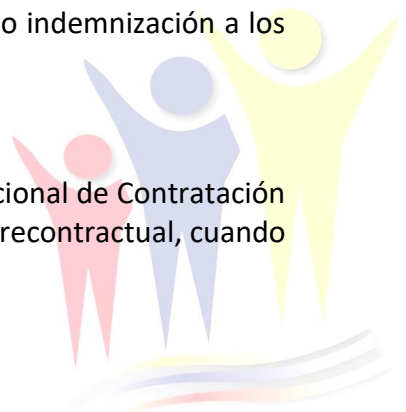 o indemnización a los
cional de Contratación
recontractual, cuando